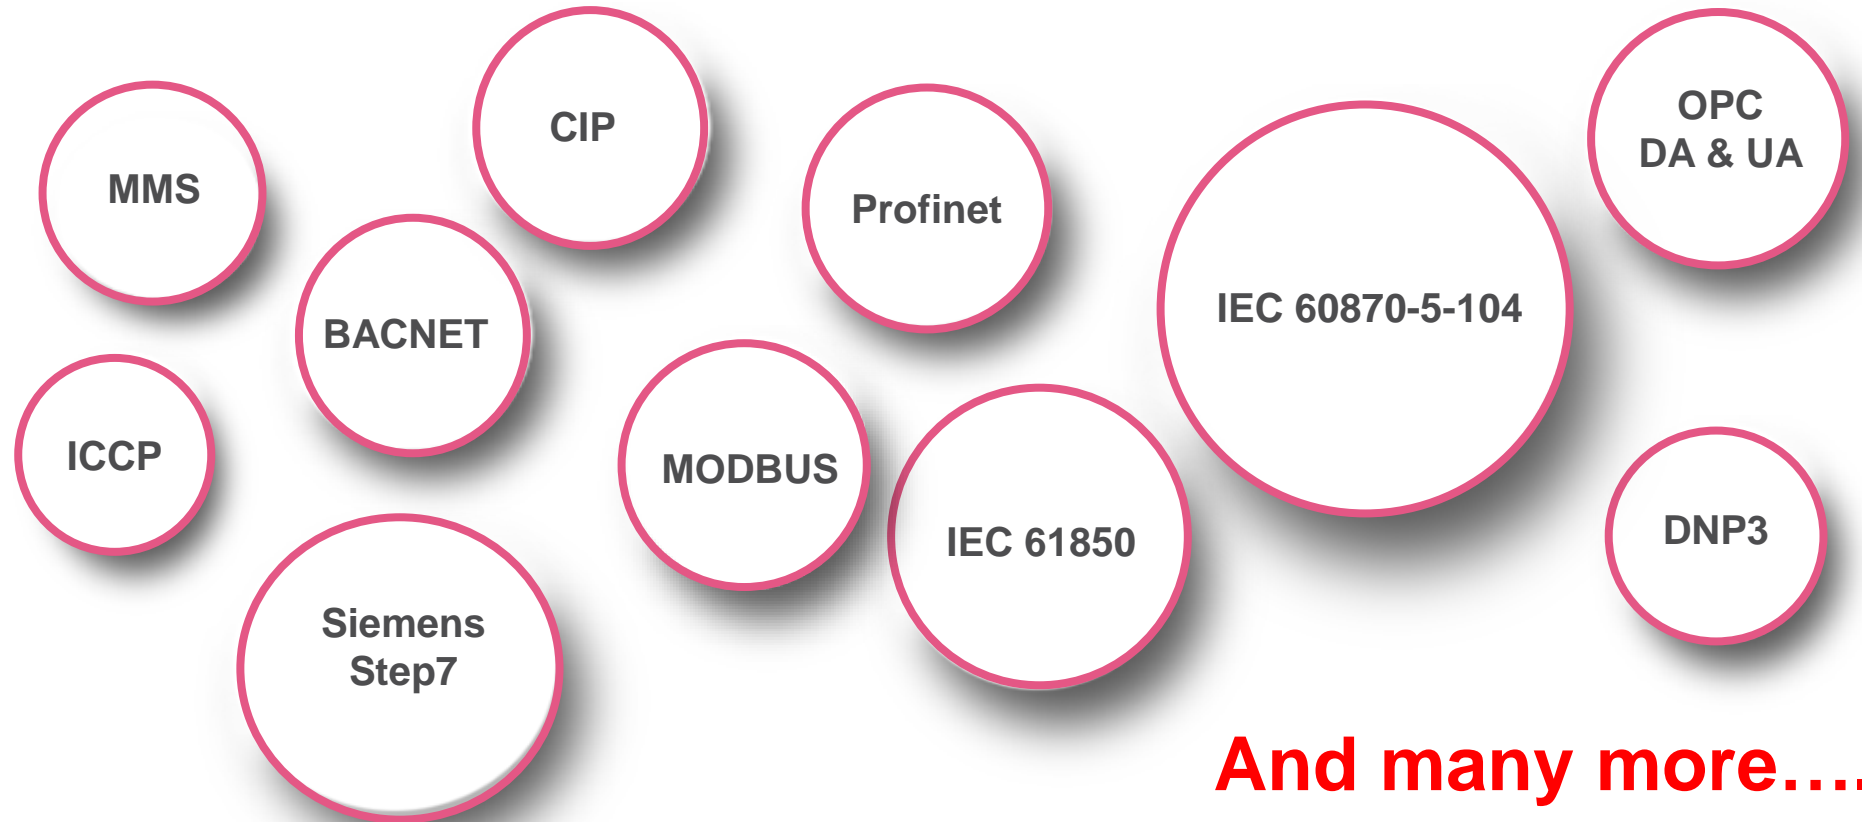 MMS
CIP
Profinet
OPC
DA & UA
BACNET
IEC 60870-5-104
ICCP
MODBUS
IEC 61850
DNP3
Siemens
Step7
And many more.....